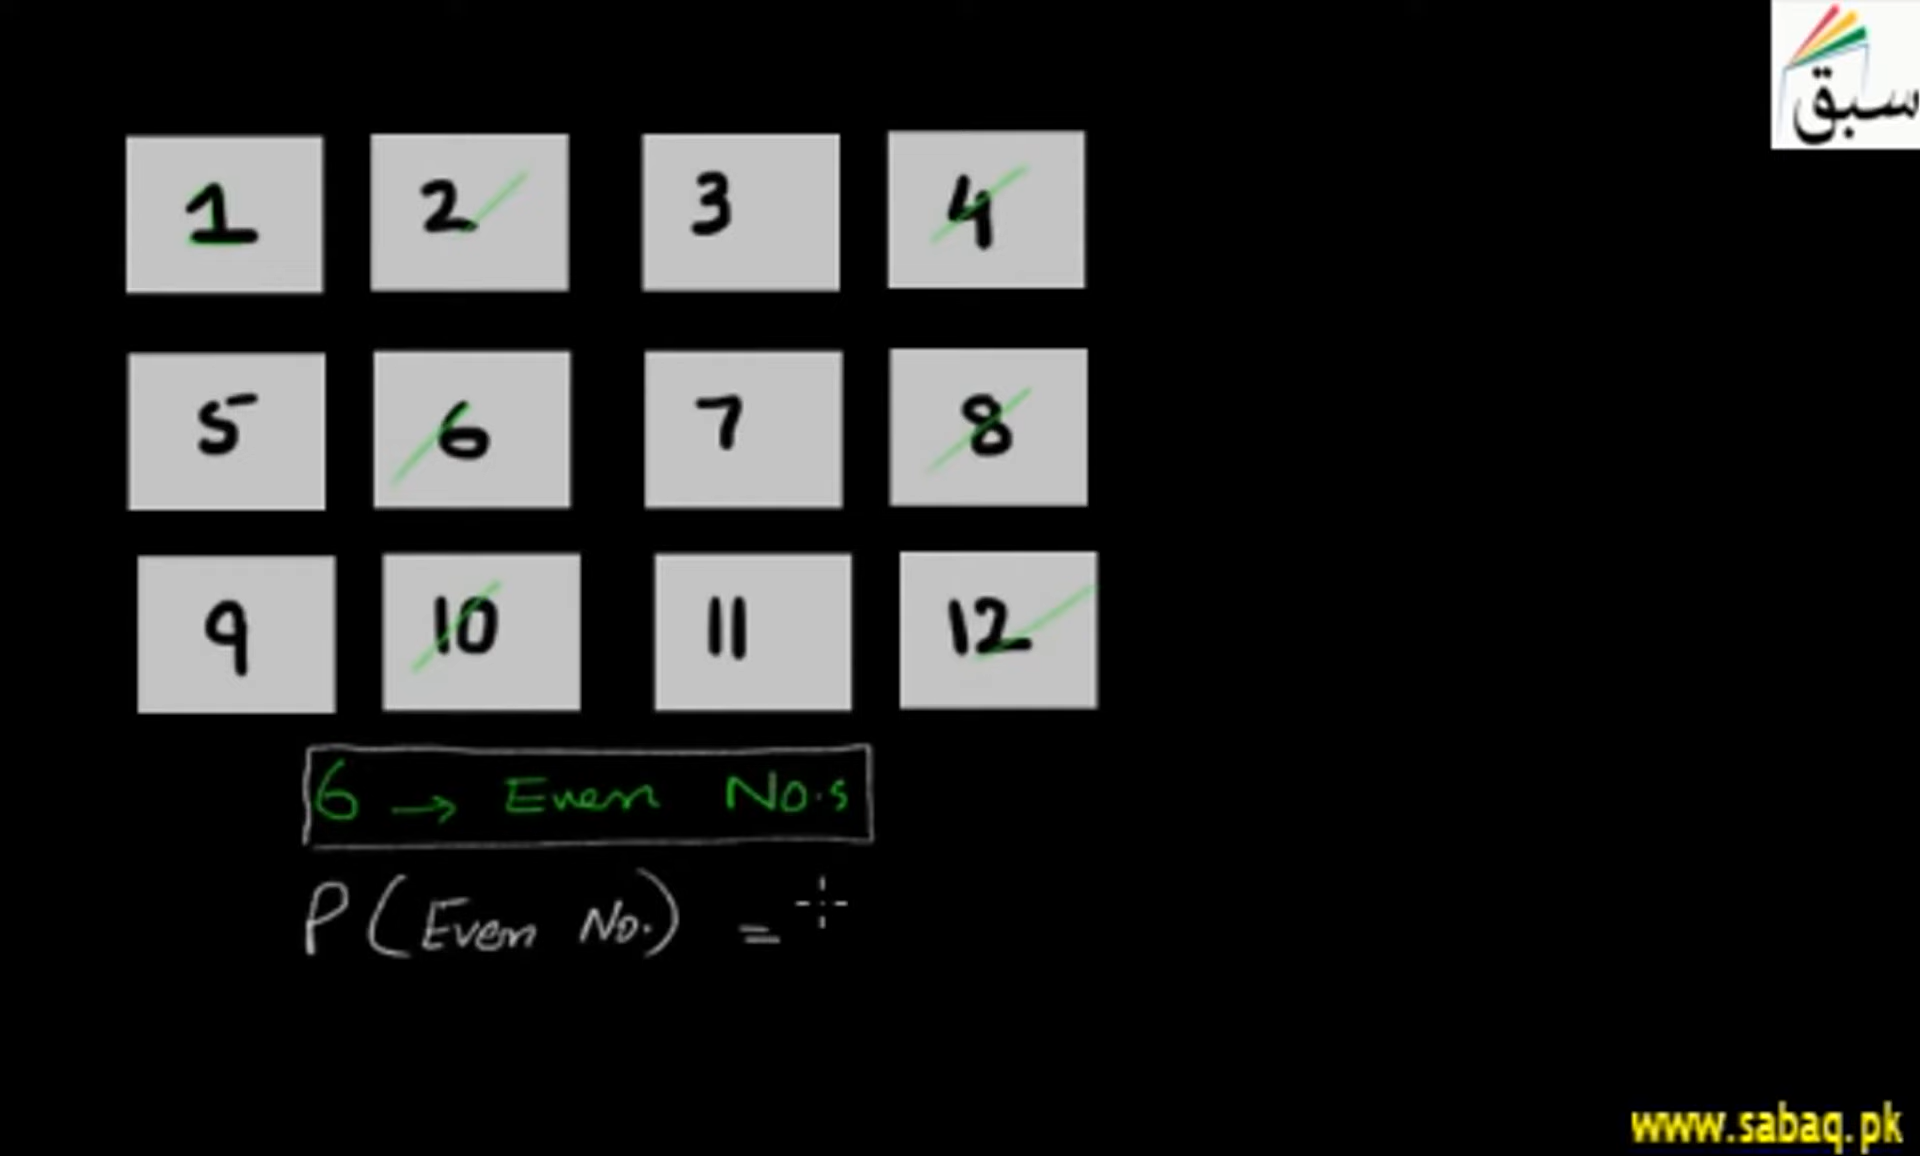 سبق
1 2 3 4
5 6 7 8
9 10 11 12
6 → Even No.s
P (Even No.) =
www.sabaq.pk